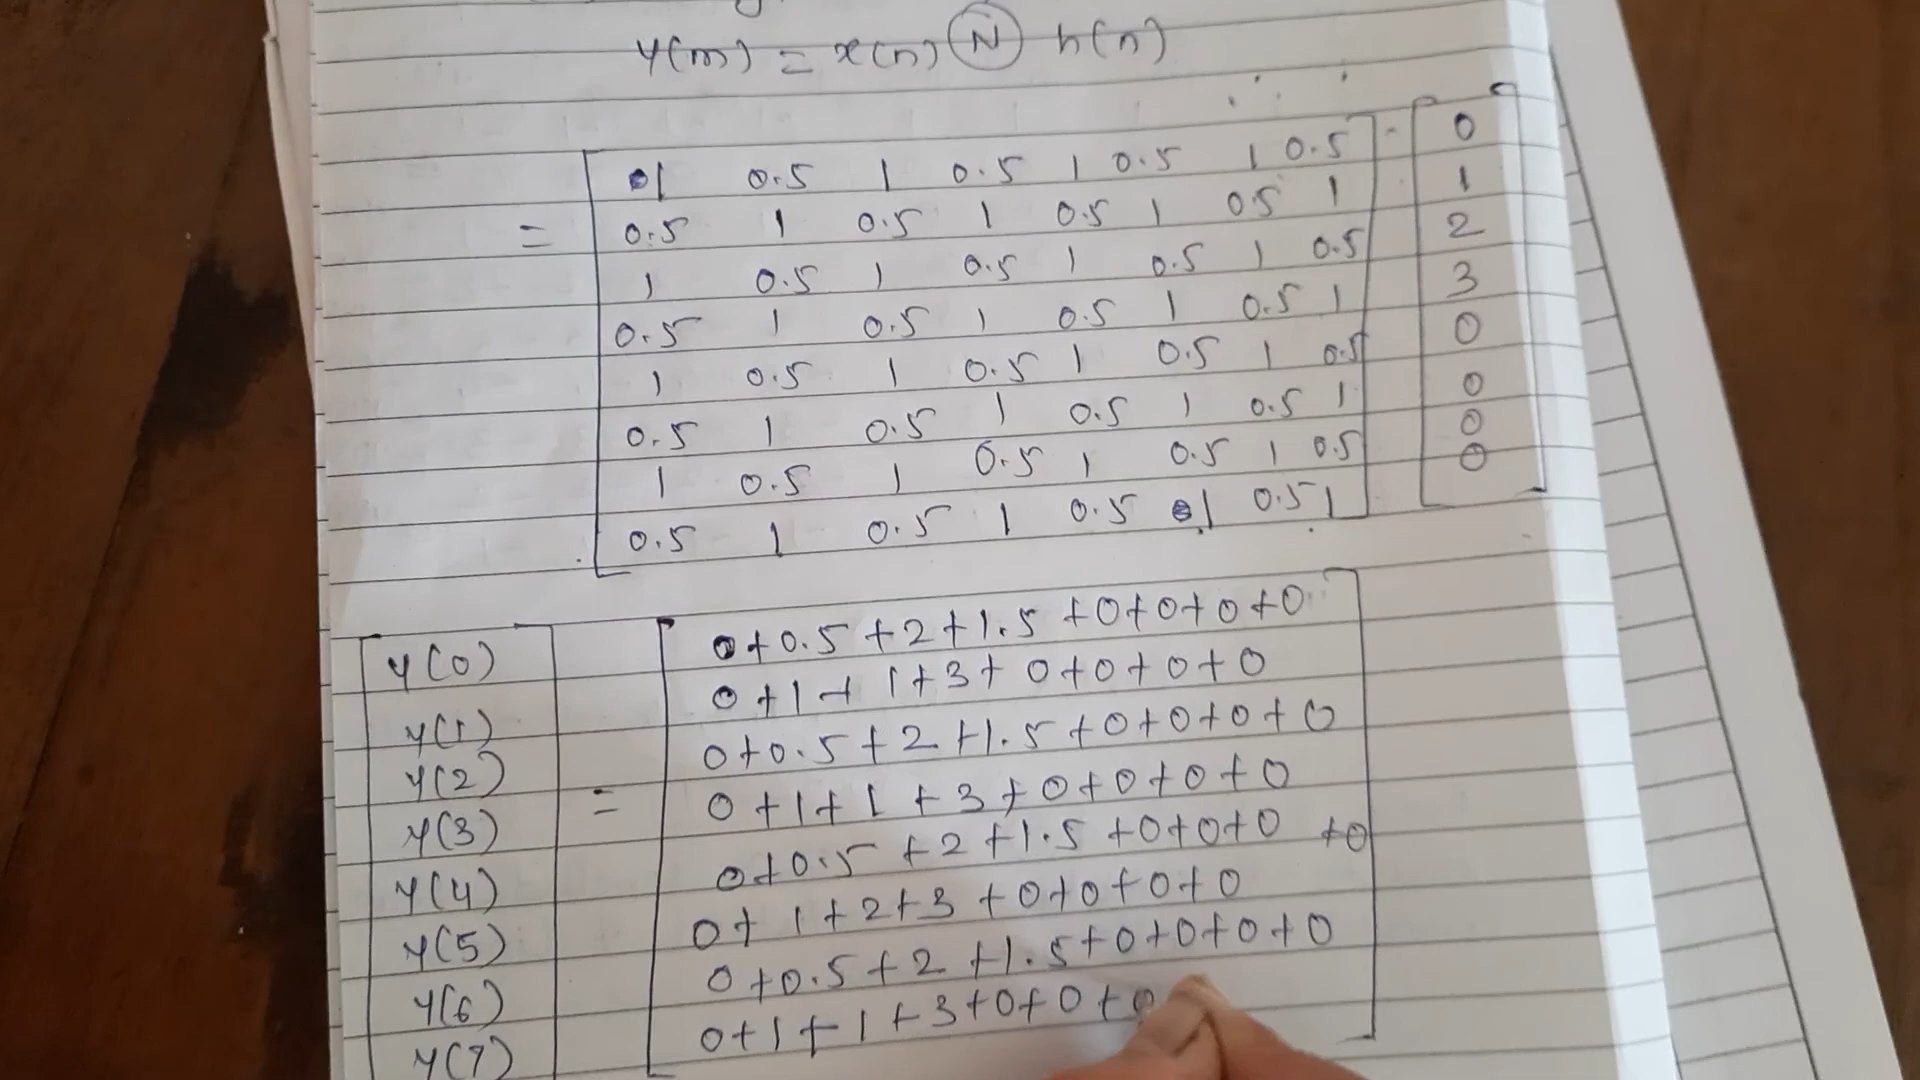 y(m) = x(n) Ⓝ h(n)
= [ 1 0.5 1 0.5 1 0.5 1 0.5 ] [ 0
0.5 1 0.5 1 0.5 1 0.5 1 1
1 0.5 1 0.5 1 0.5 1 0.5 2
0.5 1 0.5 1 0.5 1 0.5 1 3
1 0.5 1 0.5 1 0.5 1 0.5 0
0.5 1 0.5 1 0.5 1 0.5 1 0
1 0.5 1 0.5 1 0.5 1 0.5 0
0.5 1 0.5 1 0.5 1 0.5 1 ] 0 ]
y(0) 0+0.5+2+1.5+0+0+0+0
y(1) 0+1+1+3+0+0+0+0
y(2) 0+0.5+2+1.5+0+0+0+0
y(3) = 0+1+1+3+0+0+0+0
y(4) 0+0.5+2+1.5+0+0+0+0
y(5) 0+1+2+3+0+0+0+0
y(6) 0+0.5+2+1.5+0+0+0+0
y(7) 0+1+1+3+0+0+0